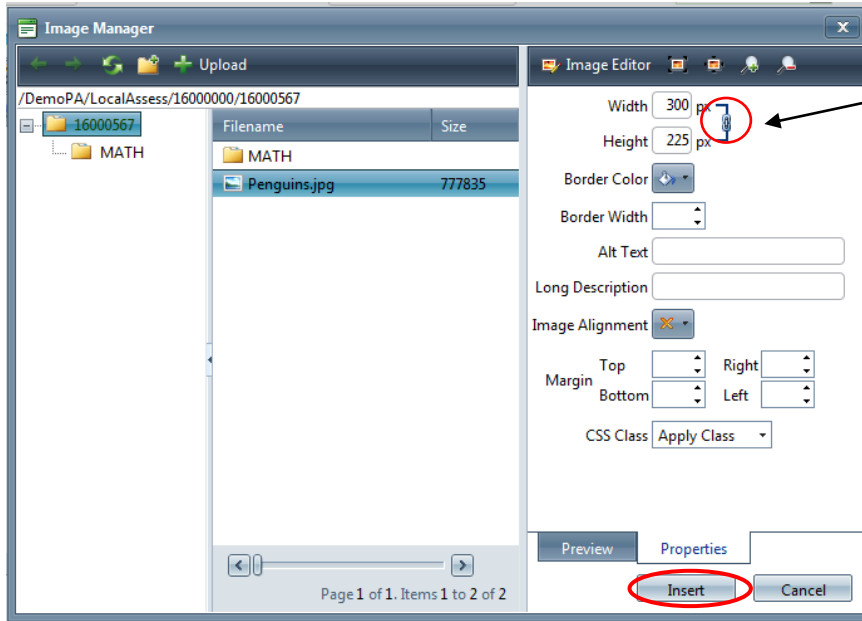 Image Manager
x
Upload
Image Editor
/DemoPA/LocalAssess/16000000/16000567
16000567
MATH
Filename Size
MATH
Penguins.jpg 777835
Width 300 px
Height 225 px
Border Color
Border Width
Alt Text
Long Description
Image Alignment
Margin
Top Right
Bottom Left
CSS Class Apply Class
Page 1 of 1. Items 1 to 2 of 2
Preview Properties
Insert Cancel